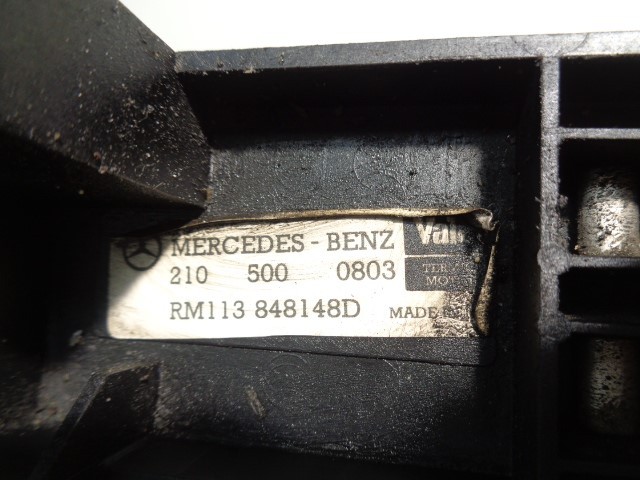 MERCEDES - BENZ
210 500 0803
RM113 848148D MADE